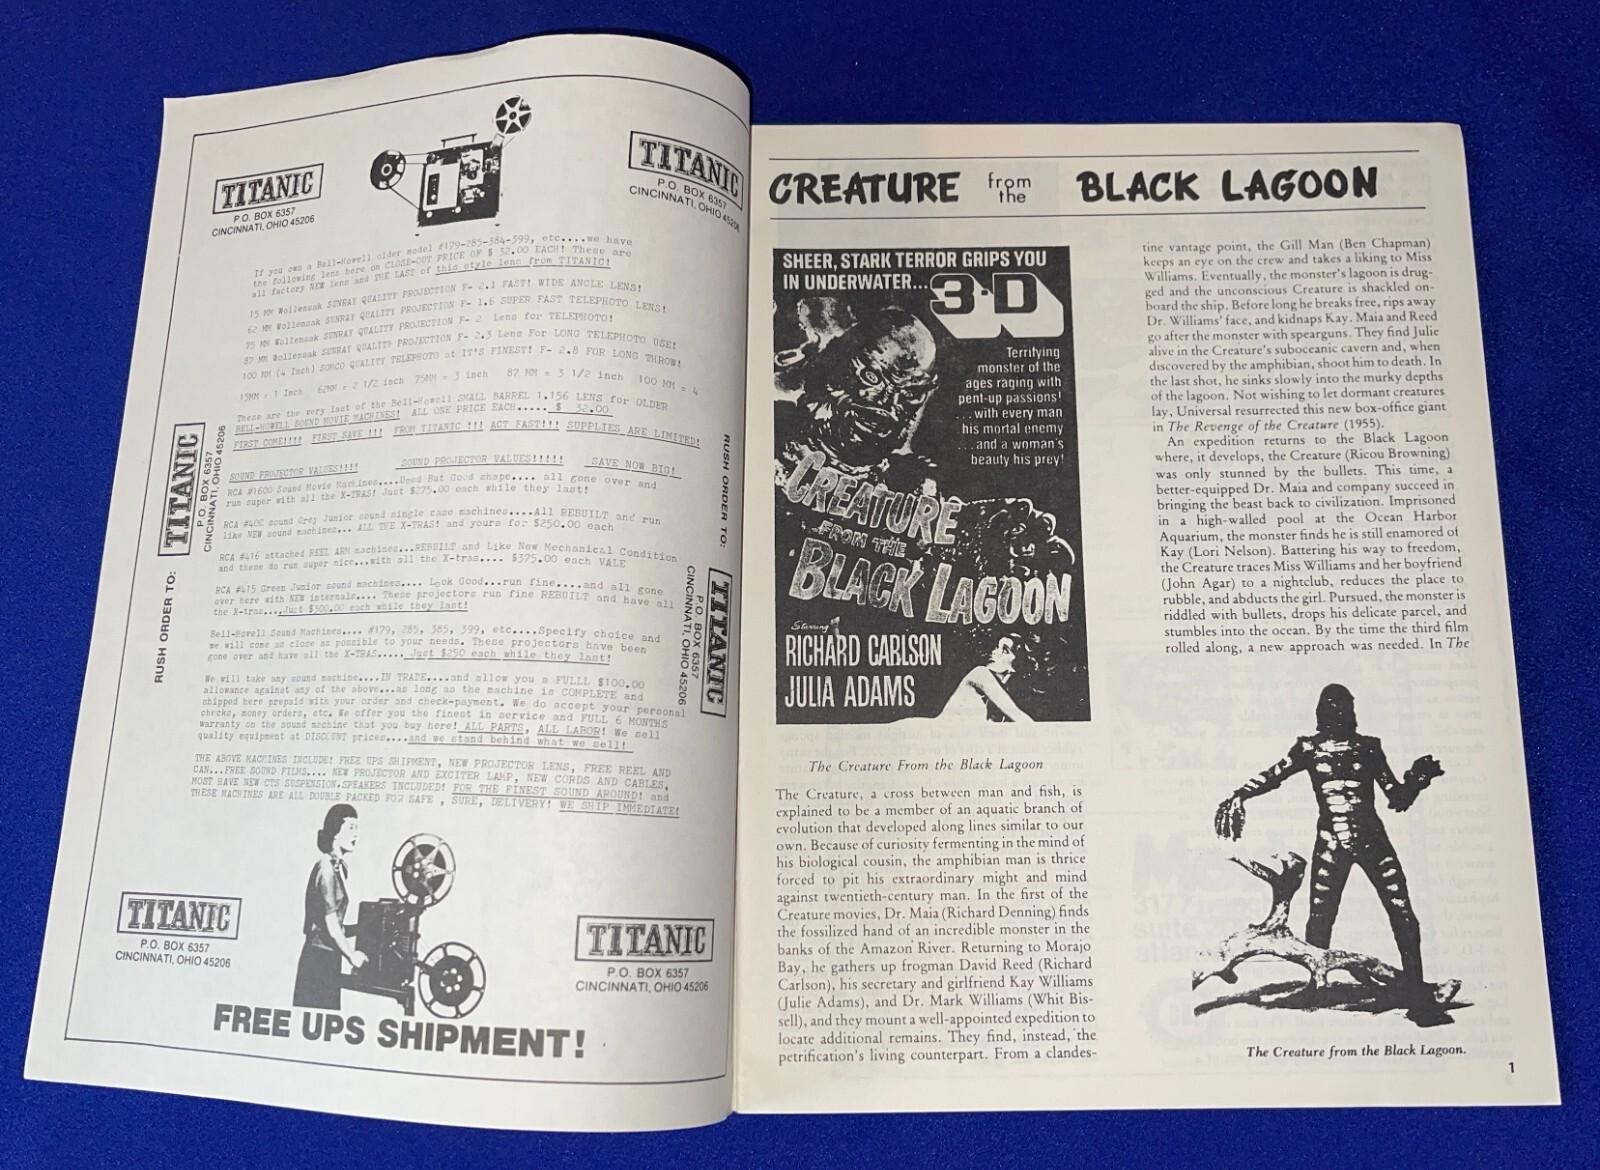 TITANIC
P.O. BOX 6357
CINCINNATI, OHIO 45206
TITANIC
P.O. BOX 6357
CINCINNATI, OHIO 45206
If you own a Bell-Howell older model #179-285-384-399, etc....we have
the following lens here on CLOSE-OUT PRICE OF $ 32.00 EACH! These are
all factory NEW lens and THE LAST of this style lens from TITANIC!
15 MM Wollensak SUNRAY QUALITY PROJECTION F- 2.1 FAST! WIDE ANGLE LENS!
62 MM Wollensak SUNRAY QUALITY PROJECTION F- 1.6 SUPER FAST TELEPHOTO LENS!
75 MM Wollensak SUNRAY QUALITY PROJECTION F- 2 Lens for TELEPHOTO!
87 MM Wollensak SUNRAY QUALITY PROJECTION F- 2.3 Lens For LONG TELEPHOTO USE!
100 MM (4 Inch) SOMCO QUALITY TELEPHOTO at IT'S FINEST! F- 2.8 FOR LONG THROW!
15MM = 1 Inch 62MM = 2 1/2 inch 75MM = 3 inch 87 MM = 3 1/2 inch 100 MM = 4
These are the very last of the Bell-Howell SMALL BARREL 1.156 LENS for OLDER
BELL-HOWELL SOUND MOVIE MACHINES! ALL ONE PRICE EACH..... $ 32.00
FIRST COME!!!! FIRST SAVE !!! FROM TITANIC !!! ACT FAST!!! SUPPLIES ARE LIMITED!
SOUND PROJECTOR VALUES!!!! SOUND PROJECTOR VALUES!!!!! SAVE NOW BIG!
RCA #1600 Sound Movie Machines....Used But Good shape.... all gone over and
run super with all the X-TRAS! Just $275.00 each while they last!
RCA #400 sound Grey Junior sound single case machines....All REBUILT and run
like NEW sound machines... ALL THE X-TRAS! and yours for $250.00 each
RCA #416 attached REEL ARM machines...REBUILT and Like New Mechanical Condition
and these do run super nice...with all the X-tras.... $375.00 each VALE
RCA #415 Green Junior sound machines.... Look Good...run fine....and all gone
over here with NEW internals.... These projectors run fine REBUILT and have all
the X-tras....Just $300.00 each while they last!
Bell-Howell Sound Machines.... #179, 285, 385, 399, etc....Specify choice and
we will come as close as possible to your needs. These projectors have been
gone over and have all the X-TRAS..... Just $250 each while they last!
We will take any sound machine....IN TRADE....and allow you a FULLL $100.00
allowance against any of the above...as long as the machine is COMPLETE and
shipped here prepaid with your order and check-payment. We do accept your personal
checks, money orders, etc. We offer you the finest in service and FULL 6 MONTHS
warranty on the sound machine that you buy here! ALL PARTS, ALL LABOR! We sell
quality equipment at DISCOUNT prices....and we stand behind what we sell!
THE ABOVE MACHINES INCLUDE! FREE UPS SHIPMENT, NEW PROJECTOR LENS, FREE REEL AND
CAN...FREE SOUND FILMS.... NEW PROJECTOR AND EXCITER LAMP, NEW CORDS AND CABLES,
MOST HAVE NEW CTS SUSPENSION.SPEAKERS INCLUDED! FOR THE FINEST SOUND AROUND! and
THESE MACHINES ARE ALL DOUBLE PACKED FOR SAFE , SURE, DELIVERY! WE SHIP IMMEDIATE!
RUSH ORDER TO:
TITANIC
P.O. BOX 6357
CINCINNATI, OHIO 45206
RUSH ORDER TO:
TITANIC
P.O. BOX 6357
CINCINNATI, OHIO 45206
TITANIC
P.O. BOX 6357
CINCINNATI, OHIO 45206
TITANIC
P.O. BOX 6357
CINCINNATI, OHIO 45206
FREE UPS SHIPMENT!
CREATURE from the BLACK LAGOON
SHEER, STARK TERROR GRIPS YOU
IN UNDERWATER...
3-D
Terrifying
monster of the
ages raging with
pent-up passions!
...with every man
his mortal enemy
...and a woman's
beauty his prey!
CREATURE
FROM THE
BLACK LAGOON
Starring
RICHARD CARLSON
JULIA ADAMS
The Creature From the Black Lagoon
The Creature, a cross between man and fish, is
explained to be a member of an aquatic branch of
evolution that developed along lines similar to our
own. Because of curiosity fermenting in the mind of
his biological cousin, the amphibian man is thrice
forced to pit his extraordinary might and mind
against twentieth-century man. In the first of the
Creature movies, Dr. Maia (Richard Denning) finds
the fossilized hand of an incredible monster in the
banks of the Amazon River. Returning to Morajo
Bay, he gathers up frogman David Reed (Richard
Carlson), his secretary and girlfriend Kay Williams
(Julie Adams), and Dr. Mark Williams (Whit Bis-
sell), and they mount a well-appointed expedition to
locate additional remains. They find, instead, the
petrification's living counterpart. From a clandes-
tine vantage point, the Gill Man (Ben Chapman)
keeps an eye on the crew and takes a liking to Miss
Williams. Eventually, the monster's lagoon is drug-
ged and the unconscious Creature is shackled on-
board the ship. Before long he breaks free, rips away
Dr. Williams' face, and kidnaps Kay. Maia and Reed
go after the monster with spearguns. They find Julie
alive in the Creature's suboceanic cavern and, when
discovered by the amphibian, shoot him to death. In
the last shot, he sinks slowly into the murky depths
of the lagoon. Not wishing to let dormant creatures
lay, Universal resurrected this new box-office giant
in The Revenge of the Creature (1955).
An expedition returns to the Black Lagoon
where, it develops, the Creature (Ricou Browning)
was only stunned by the bullets. This time, a
better-equipped Dr. Maia and company succeed in
bringing the beast back to civilization. Imprisoned
in a high-walled pool at the Ocean Harbor
Aquarium, the monster finds he is still enamored of
Kay (Lori Nelson). Battering his way to freedom,
the Creature traces Miss Williams and her boyfriend
(John Agar) to a nightclub, reduces the place to
rubble, and abducts the girl. Pursued, the monster is
riddled with bullets, drops his delicate parcel, and
stumbles into the ocean. By the time the third film
rolled along, a new approach was needed. In The
The Creature from the Black Lagoon.
1